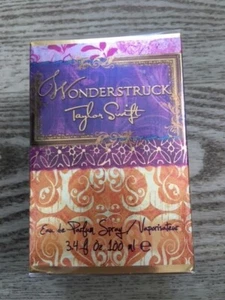 WONDERSTRUCK
Taylor Swift
Eau de Parfum Spray / Vaporisateur
3.4 fl Oz 100 ml ℮